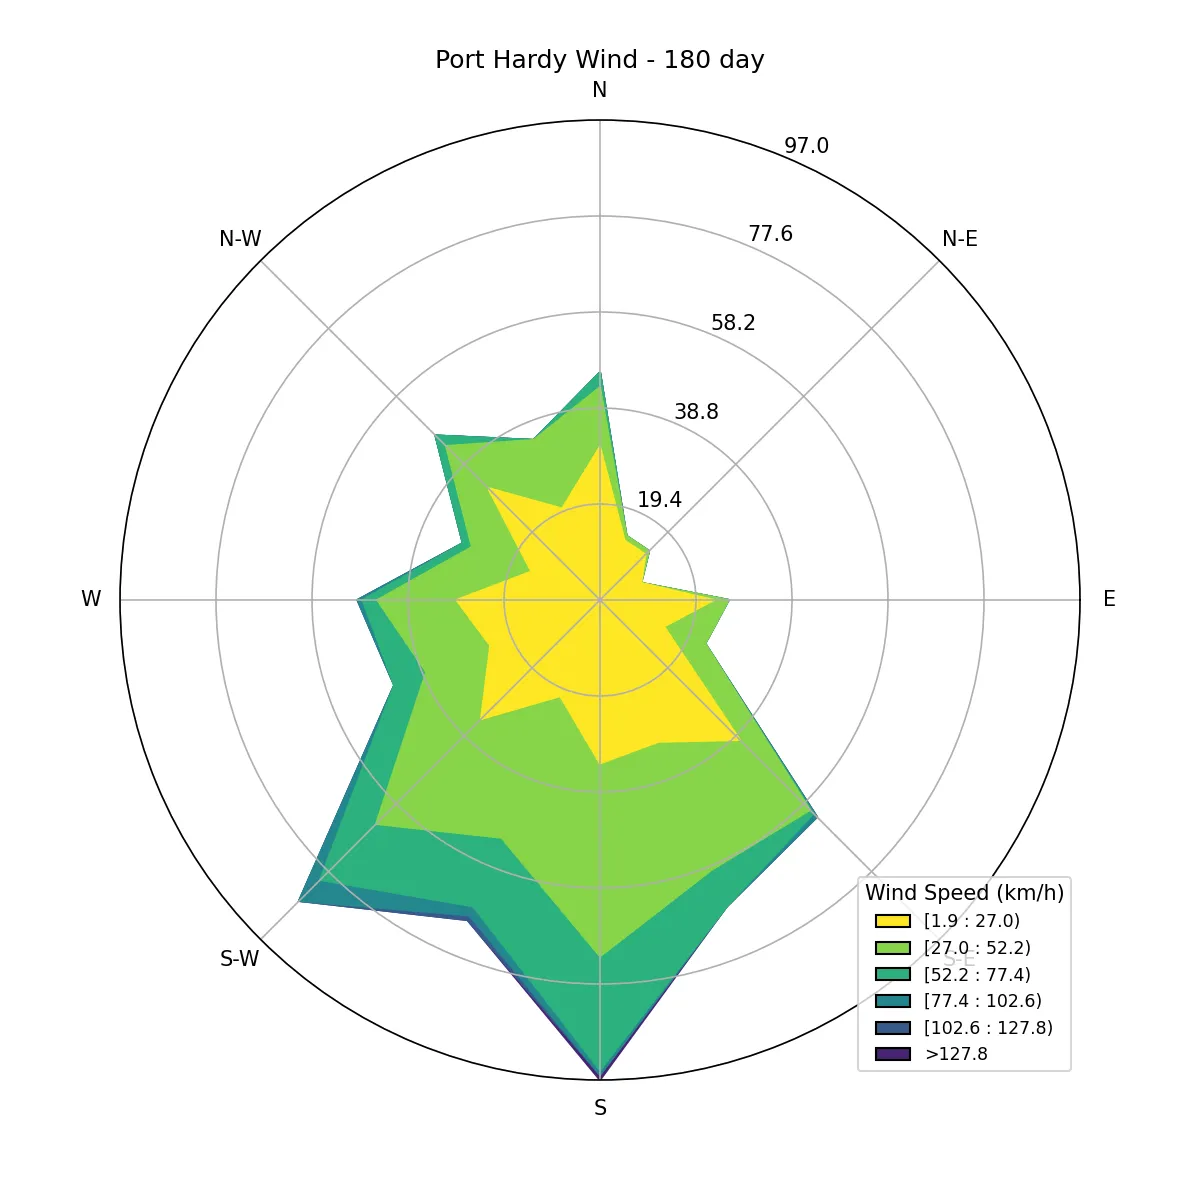 Port Hardy Wind - 180 day
N
97.0
77.6
N-W
N-E
58.2
38.8
19.4
W
E
Wind Speed (km/h)
[1.9 : 27.0)
[27.0 : 52.2)
S-W
S-E
[52.2 : 77.4)
[77.4 : 102.6)
[102.6 : 127.8)
>127.8
S